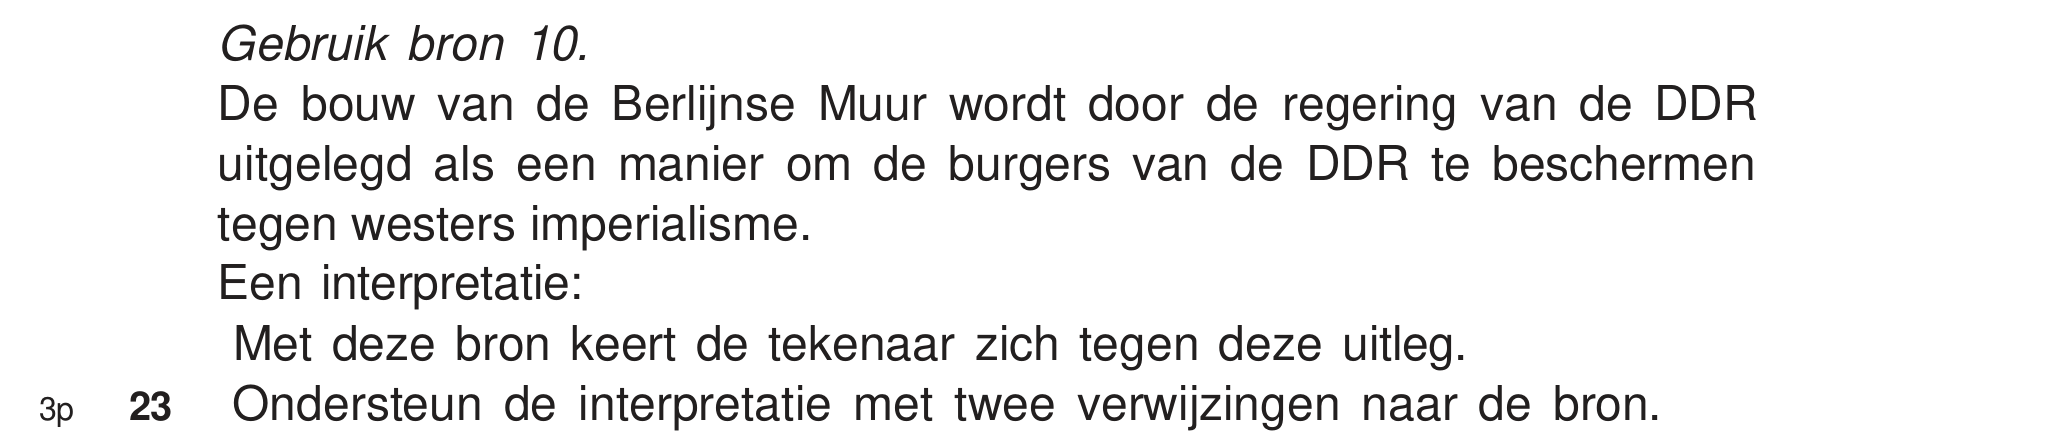 Gebruik bron 10.
De bouw van de Berlijnse Muur wordt door de regering van de DDR
uitgelegd als een manier om de burgers van de DDR te beschermen
tegen westers imperialisme.
Een interpretatie:
Met deze bron keert de tekenaar zich tegen deze uitleg.
3p 23 Ondersteun de interpretatie met twee verwijzingen naar de bron.